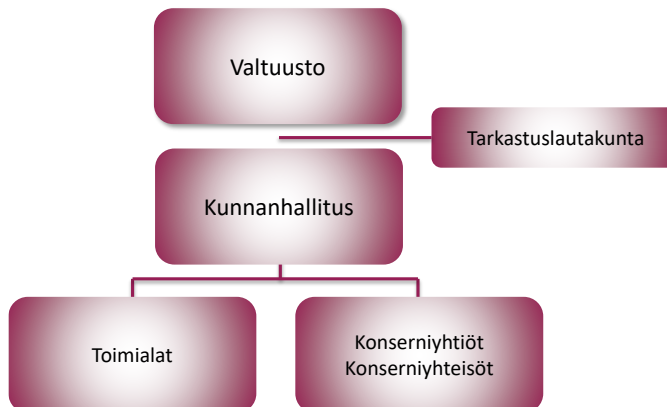 Valtuusto
Tarkastuslautakunta
Kunnanhallitus
Toimialat
Konserniyhtiöt
Konserniyhteisöt